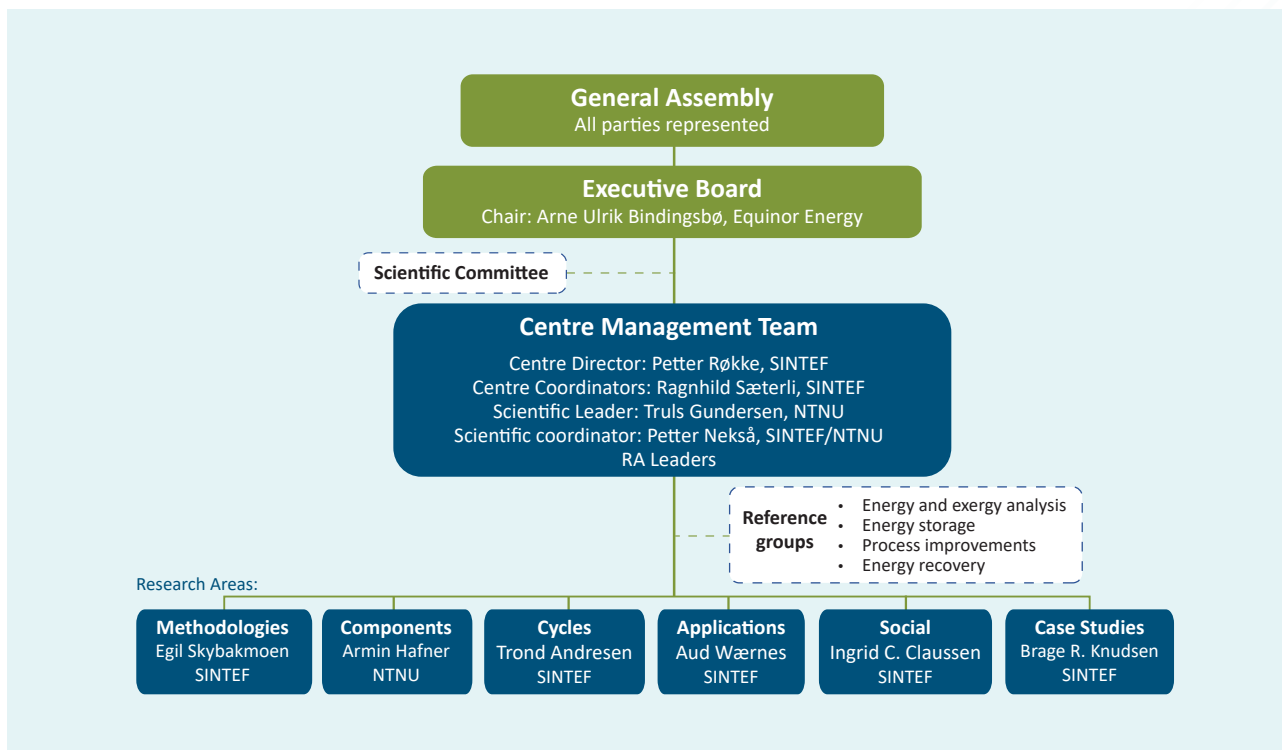 General Assembly
All parties represented
Executive Board
Chair: Arne Ulrik Bindingsbø, Equinor Energy
Scientific Committee
Centre Management Team
Centre Director: Petter Røkke, SINTEF
Centre Coordinators: Ragnhild Sæterli, SINTEF
Scientific Leader: Truls Gundersen, NTNU
Scientific coordinator: Petter Nekså, SINTEF/NTNU
RA Leaders
Reference
groups
• Energy and exergy analysis
• Energy storage
• Process improvements
• Energy recovery
Research Areas:
Methodologies
Egil Skybakmoen
SINTEF
Components
Armin Hafner
NTNU
Cycles
Trond Andresen
SINTEF
Applications
Aud Wærnes
SINTEF
Social
Ingrid C. Claussen
SINTEF
Case Studies
Brage R. Knudsen
SINTEF